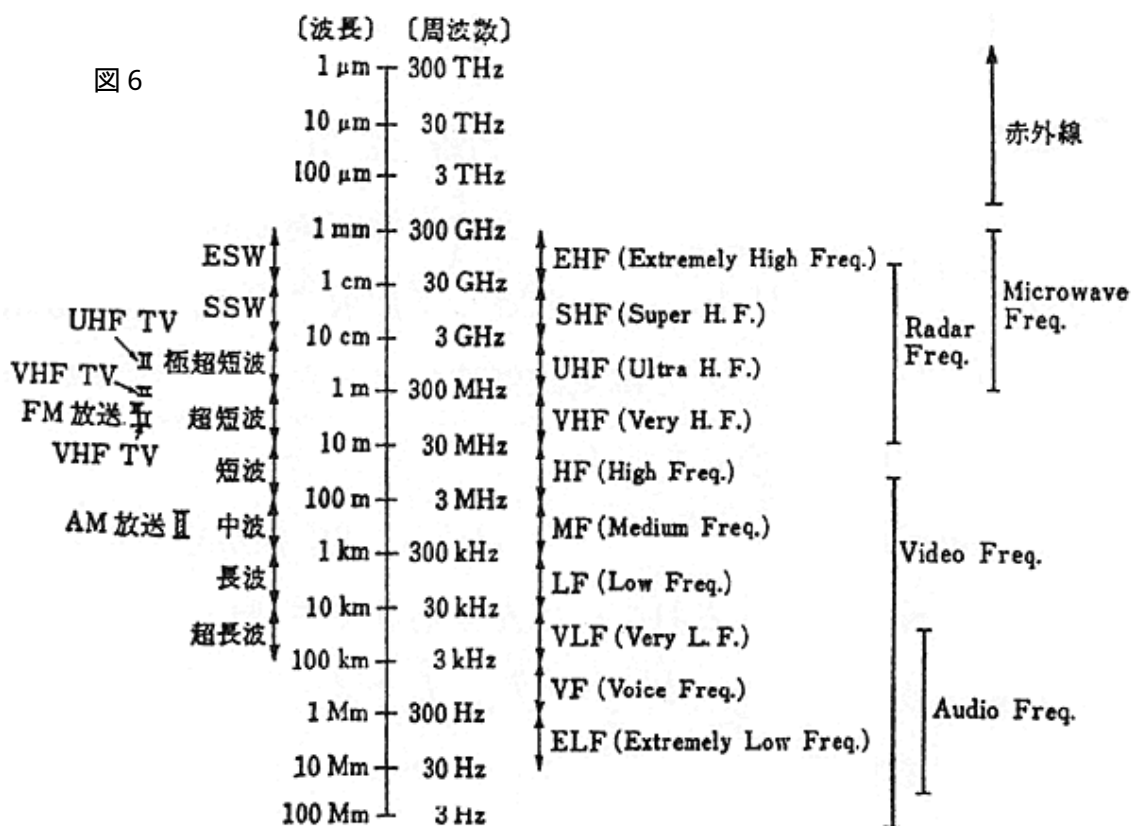 図6
〔波長〕 〔周波数〕
1 μm 300 THz
10 μm 30 THz
赤外線
100 μm 3 THz
1 mm 300 GHz
ESW EHF (Extremely High Freq.)
1 cm 30 GHz
Microwave Freq.
SSW SHF (Super H. F.)
UHF TV
10 cm 3 GHz
Radar Freq.
極超短波 UHF (Ultra H. F.)
VHF TV
1 m 300 MHz
FM 放送 超短波 VHF (Very H. F.)
10 m 30 MHz
VHF TV
短波 HF (High Freq.)
100 m 3 MHz
AM 放送 中波 MF (Medium Freq.)
1 km 300 kHz
Video Freq.
長波 LF (Low Freq.)
10 km 30 kHz
超長波 VLF (Very L. F.)
100 km 3 kHz
VF (Voice Freq.)
1 Mm 300 Hz
Audio Freq.
ELF (Extremely Low Freq.)
10 Mm 30 Hz
100 Mm 3 Hz